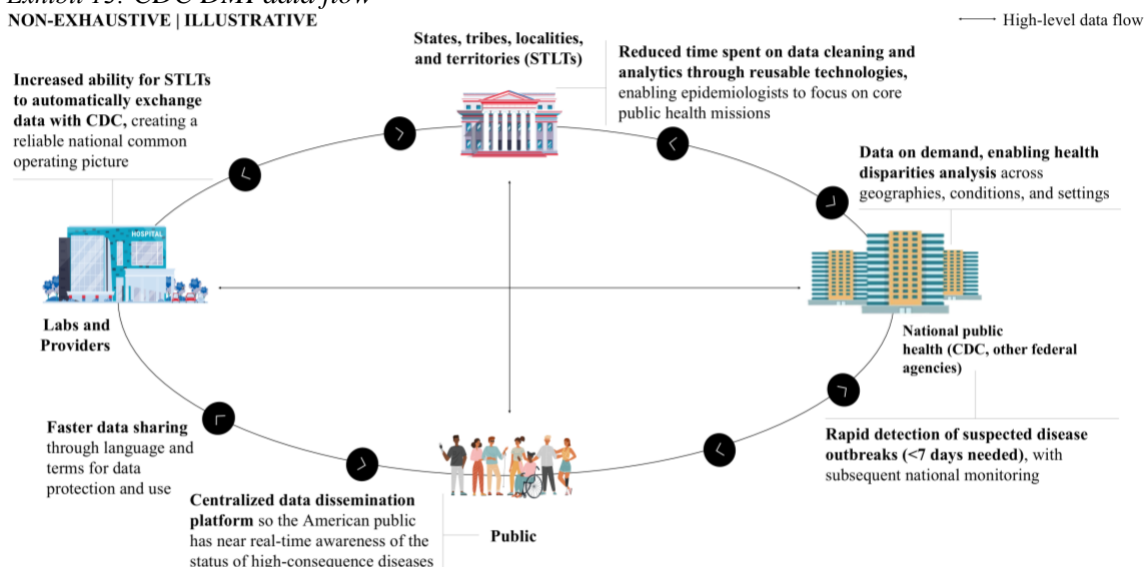 Exhibit 13: CDC DMI data flow
NON-EXHAUSTIVE | ILLUSTRATIVE
High-level data flow
States, tribes, localities,
and territories (STLTs)
Reduced time spent on data cleaning and
analytics through reusable technologies,
enabling epidemiologists to focus on core
public health missions
Increased ability for STLTs
to automatically exchange
data with CDC, creating a
reliable national common
operating picture
Data on demand, enabling health
disparities analysis across
geographies, conditions, and settings
HOSPITAL
Labs and
Providers
National public
health (CDC, other federal
agencies)
Rapid detection of suspected disease
outbreaks (<7 days needed), with
subsequent national monitoring
Faster data sharing
through language and
terms for data
protection and use
Centralized data dissemination
platform so the American public
has near real-time awareness of the
status of high-consequence diseases
Public